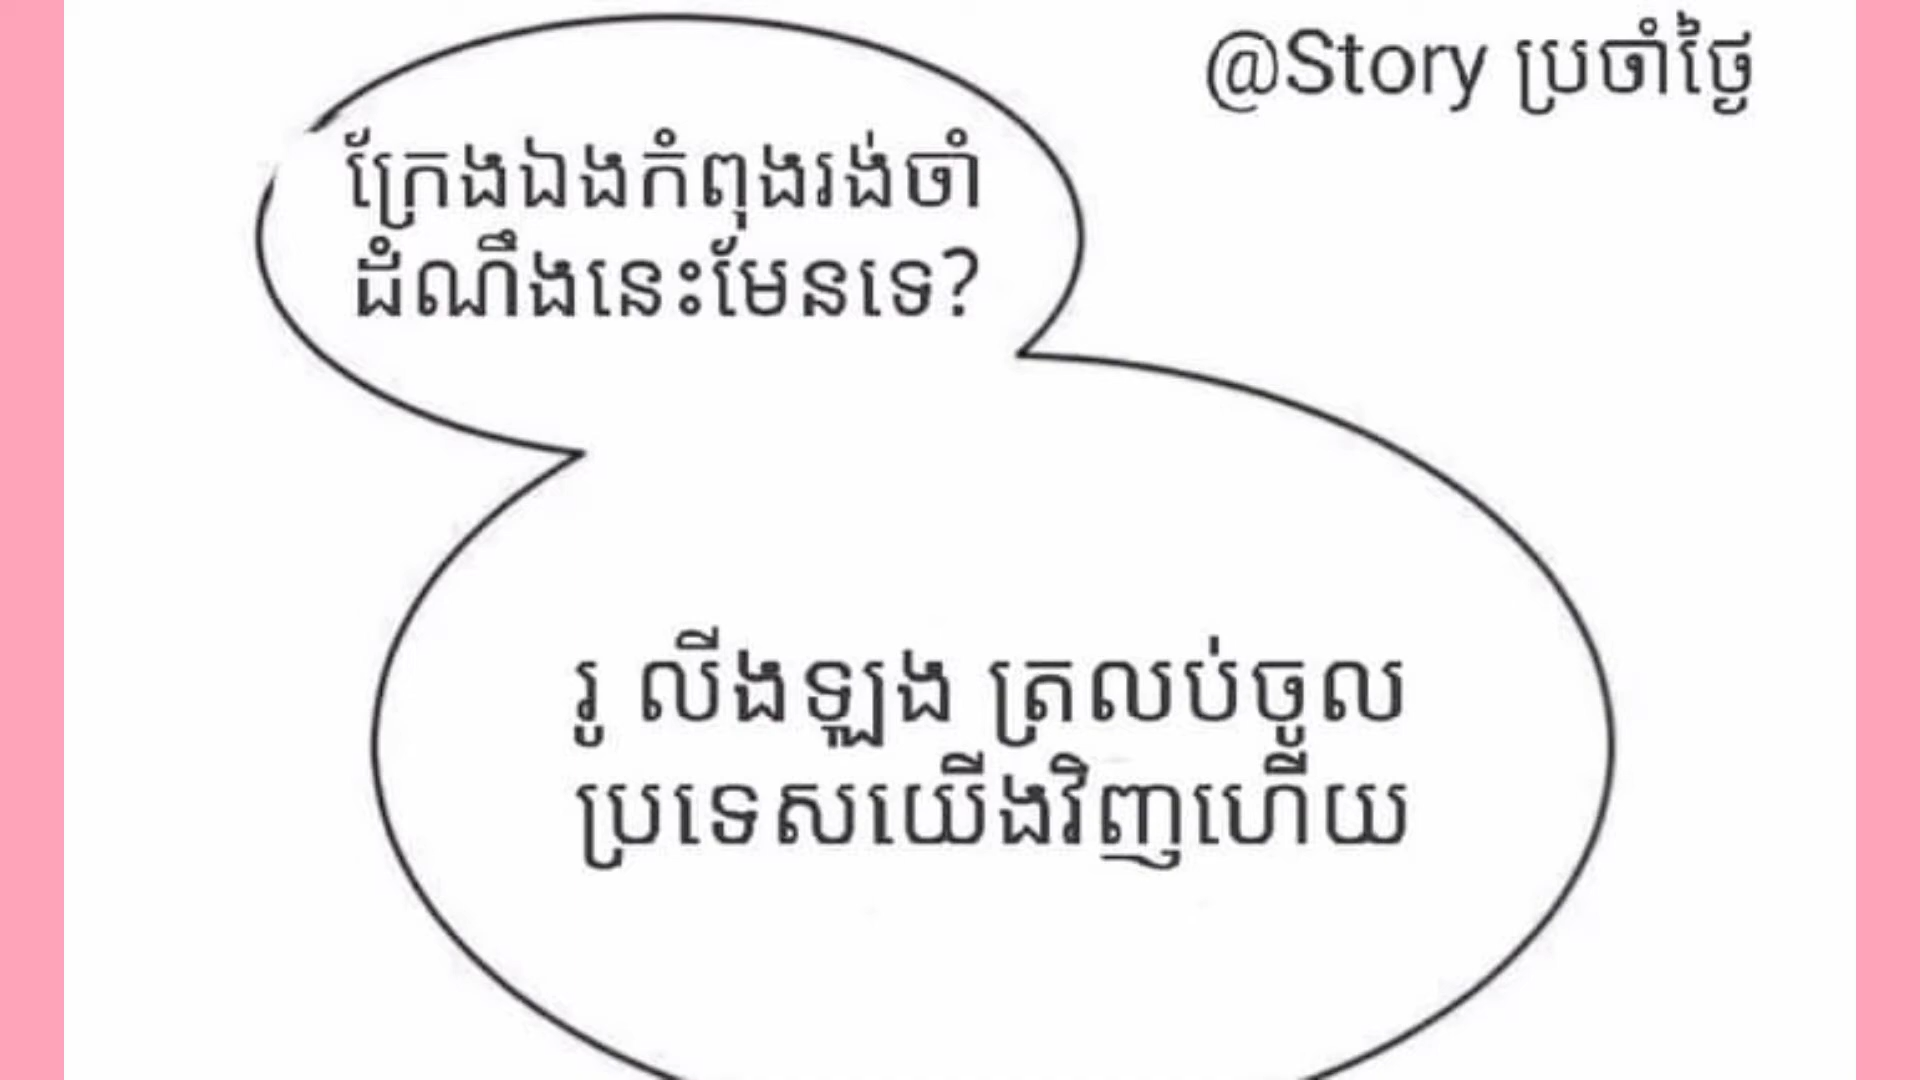 @Story ប្រចាំថ្ងៃ
ក្រែងឯងកំពុងរង់ចាំ
ដំណឹងនេះមែនទេ?
រូ លីងឡុង ត្រលប់ចូល
ប្រទេសយើងវិញហើយ